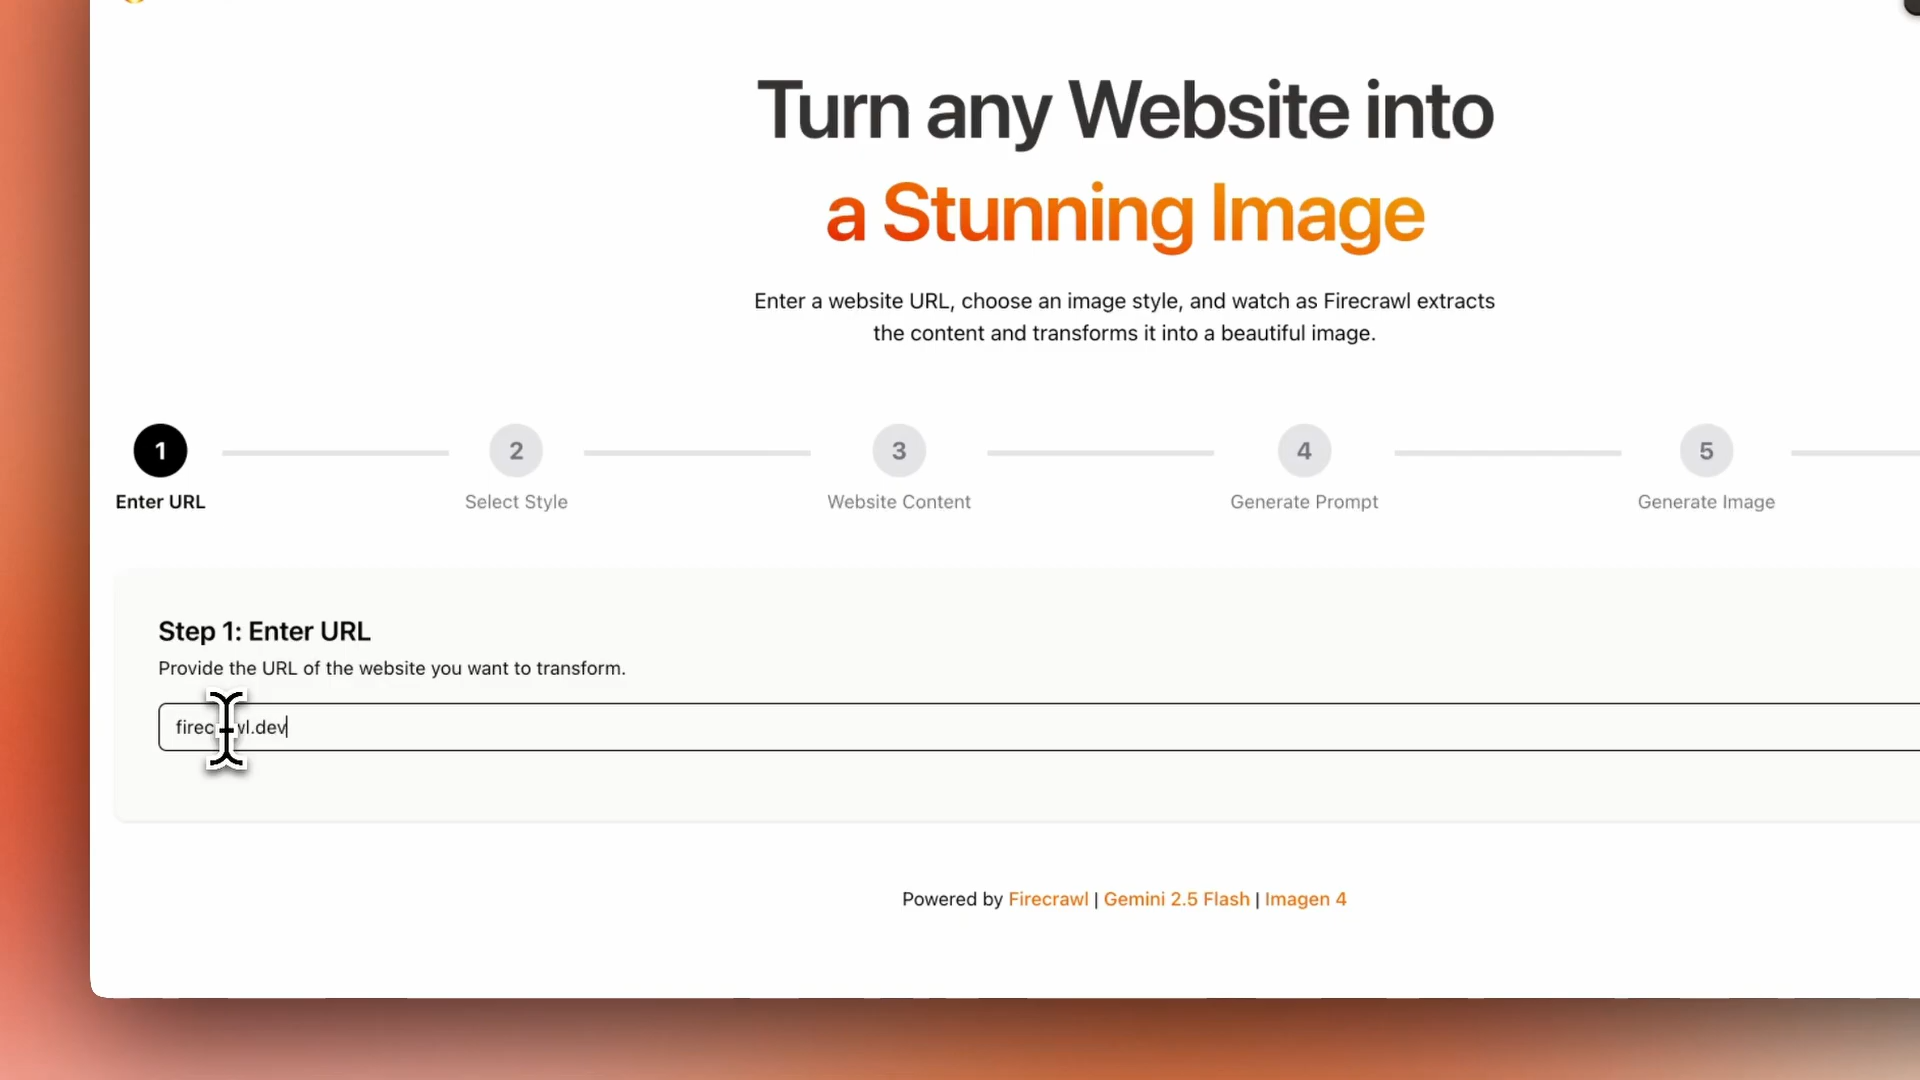 Turn any Website into
a Stunning Image
Enter a website URL, choose an image style, and watch as Firecrawl extracts
the content and transforms it into a beautiful image.
1
2
3
4
5
Enter URL
Select Style
Website Content
Generate Prompt
Generate Image
Step 1: Enter URL
Provide the URL of the website you want to transform.
firecrawl.dev
Powered by Firecrawl | Gemini 2.5 Flash | Imagen 4